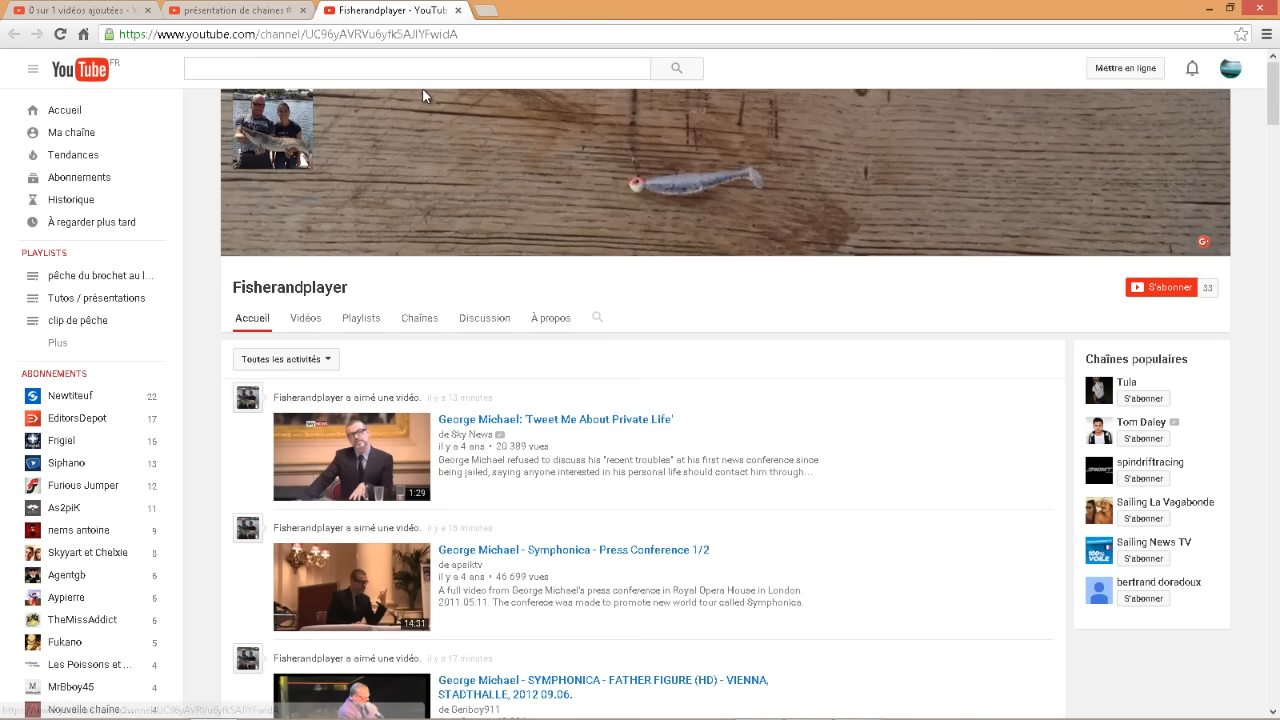 0 sur 1 vidéos ajoutées - Y
présentation de chaines #
Fisherandplayer - YouTub
https://www.youtube.com/channel/UC96yAVRVu6yfk5AJIYFwidA
YouTube FR
Mettre en ligne
Accueil
Ma chaîne
Tendances
Abonnements
Historique
À regarder plus tard
PLAYLISTS
pêche du brochet au l...
Tutos / présentations
clip de pêche
Plus
ABONNEMENTS
Newtiteuf 22
EditorsDepot 17
Frigiel 16
Siphano 13
Furious Jumper 12
As2pik 11
nems antoine 9
Skyyart et Chelxie 8
Agentgb 6
Aypierre 6
TheMineaddict 6
Fukano 5
Les Poissons et ... 4
4
Nouvelle chaîne... 4
Fisherandplayer
S'abonner 33
Accueil Vidéos Playlists Chaînes Discussion À propos
Toutes les activités
Fisherandplayer a aimé une vidéo. il y a 13 minutes
SKY NEWS
1:29
George Michael: 'Tweet Me About Private Life'
de Sky News
il y a 4 ans • 20 389 vues
George Michael refused to discuss his "recent troubles" at his first news conference since
being jailed, saying anyone interested in his personal life should contact him through...
Fisherandplayer a aimé une vidéo. il y a 16 minutes
14:31
George Michael - Symphonica - Press Conference 1/2
de apsiktv
il y a 4 ans • 46 699 vues
A full video from George Michael's press conference in Royal Opera House in London.
2011.05.11. The conference was made to promote new world tour called Symphonica.
Fisherandplayer a aimé une vidéo. il y a 17 minutes
George Michael - SYMPHONICA - FATHER FIGURE (HD) - VIENNA,
STADTHALLE, 2012 09.06.
de Geriboy911
Chaînes populaires
Tula
S'abonner
Tom Daley
S'abonner
spindriftracing
S'abonner
Sailing La Vagabonde
S'abonner
Sailing News TV
S'abonner
bertrand doradoux
S'abonner